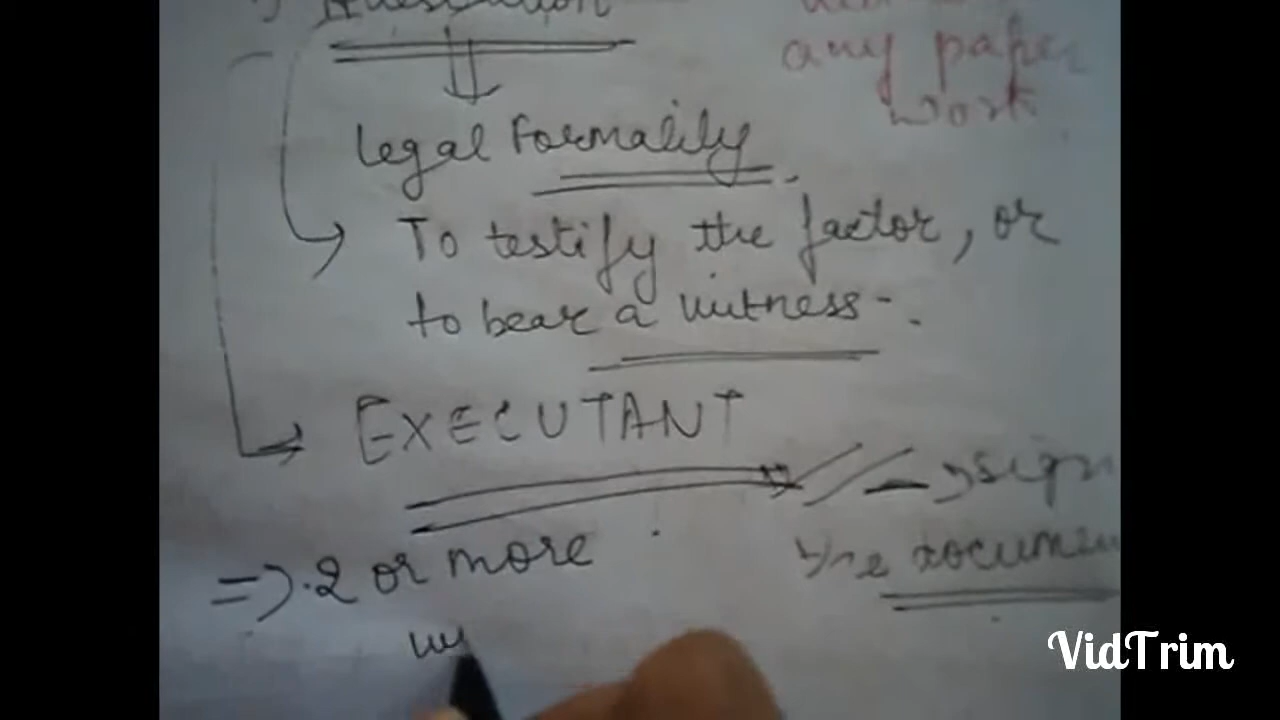 any paper
work
legal Formality.
To testify the factor, or
to bear a witness-.
EXECUTANT
sign
=> .2 or more
the documen
VidTrim